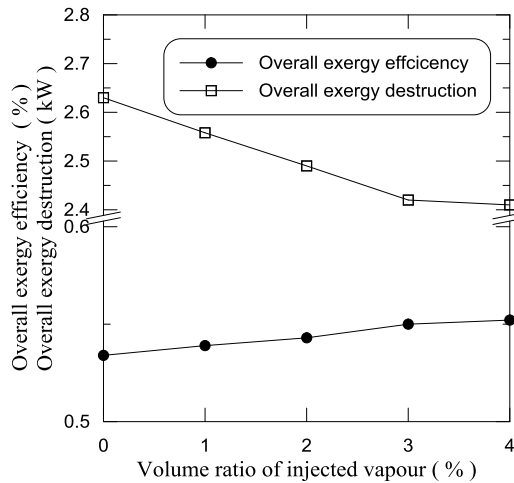 2.8
2.7
2.6
2.5
2.4
0.6
0.5
Overall exergy effcicency
Overall exergy destruction
Overall exergy efficiency ( % )
Overall exergy destruction ( kW )
0 1 2 3 4
Volume ratio of injected vapour ( % )